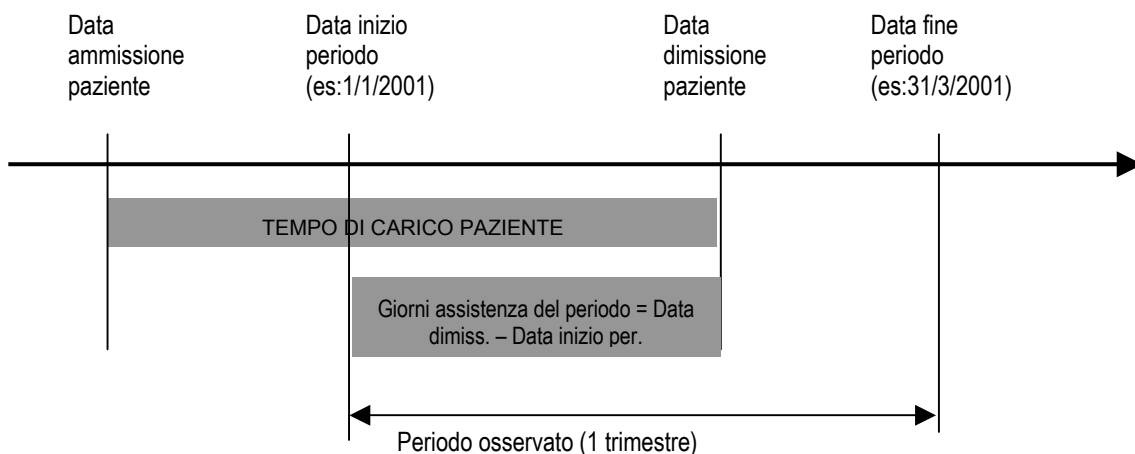 Data
ammissione
paziente
Data inizio
periodo
(es:1/1/2001)
Data
dimissione
paziente
Data fine
periodo
(es:31/3/2001)
TEMPO DI CARICO PAZIENTE
Giorni assistenza del periodo = Data
dimiss. – Data inizio per.
Periodo osservato (1 trimestre)